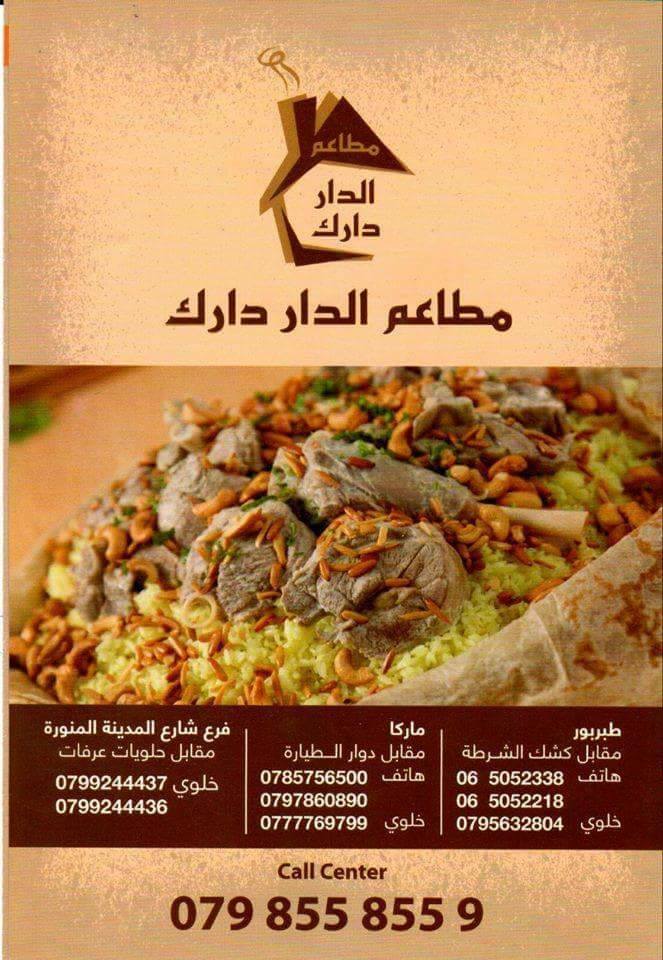 مطاعم
الدار
دارك
مطاعم الدار دارك
طبربور
مقابل كشك الشرطة
هاتف 06 5052338
06 5052218
خلوي 0795632804
ماركا
مقابل دوار الطيارة
هاتف 0785756500
0797860890
خلوي 0777769799
فرع شارع المدينة المنورة
مقابل حلويات عرفات
خلوي 0799244437
0799244436
Call Center
079 855 855 9